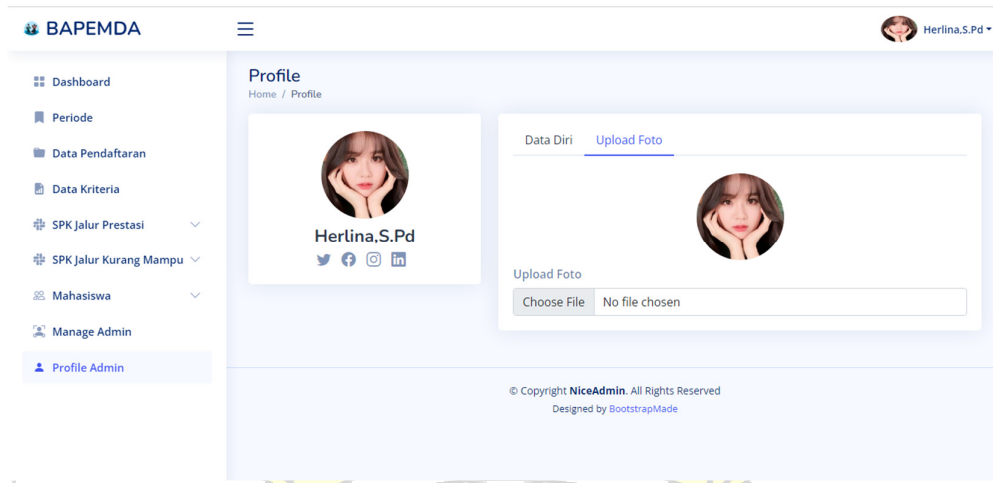 BAPEMDA
Herlina,S.Pd
Dashboard
Periode
Data Pendaftaran
Data Kriteria
SPK Jalur Prestasi
SPK Jalur Kurang Mampu
Mahasiswa
Manage Admin
Profile Admin
Profile
Home / Profile
Herlina,S.Pd
Data Diri Upload Foto
Upload Foto
Choose File No file chosen
© Copyright NiceAdmin. All Rights Reserved
Designed by BootstrapMade